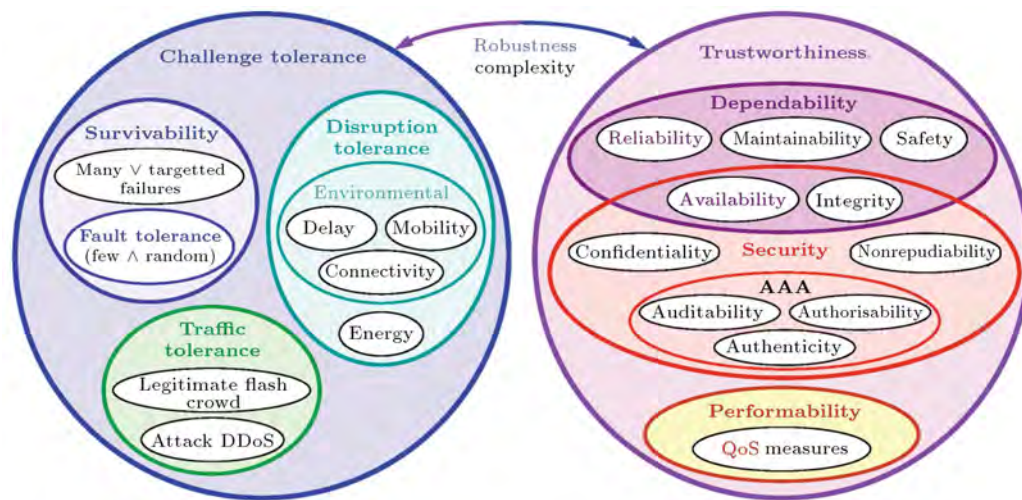 Challenge tolerance
Survivability
Many ∨ targetted
failures
Fault tolerance
(few ∧ random)
Disruption
tolerance
Environmental
Delay
Mobility
Connectivity
Energy
Traffic
tolerance
Legitimate flash
crowd
Attack DDoS
Robustness
complexity
Trustworthiness
Dependability
Reliability
Maintainability
Safety
Availability
Integrity
Confidentiality
Security
Nonrepudiability
AAA
Auditability
Authorisability
Authenticity
Performability
QoS measures